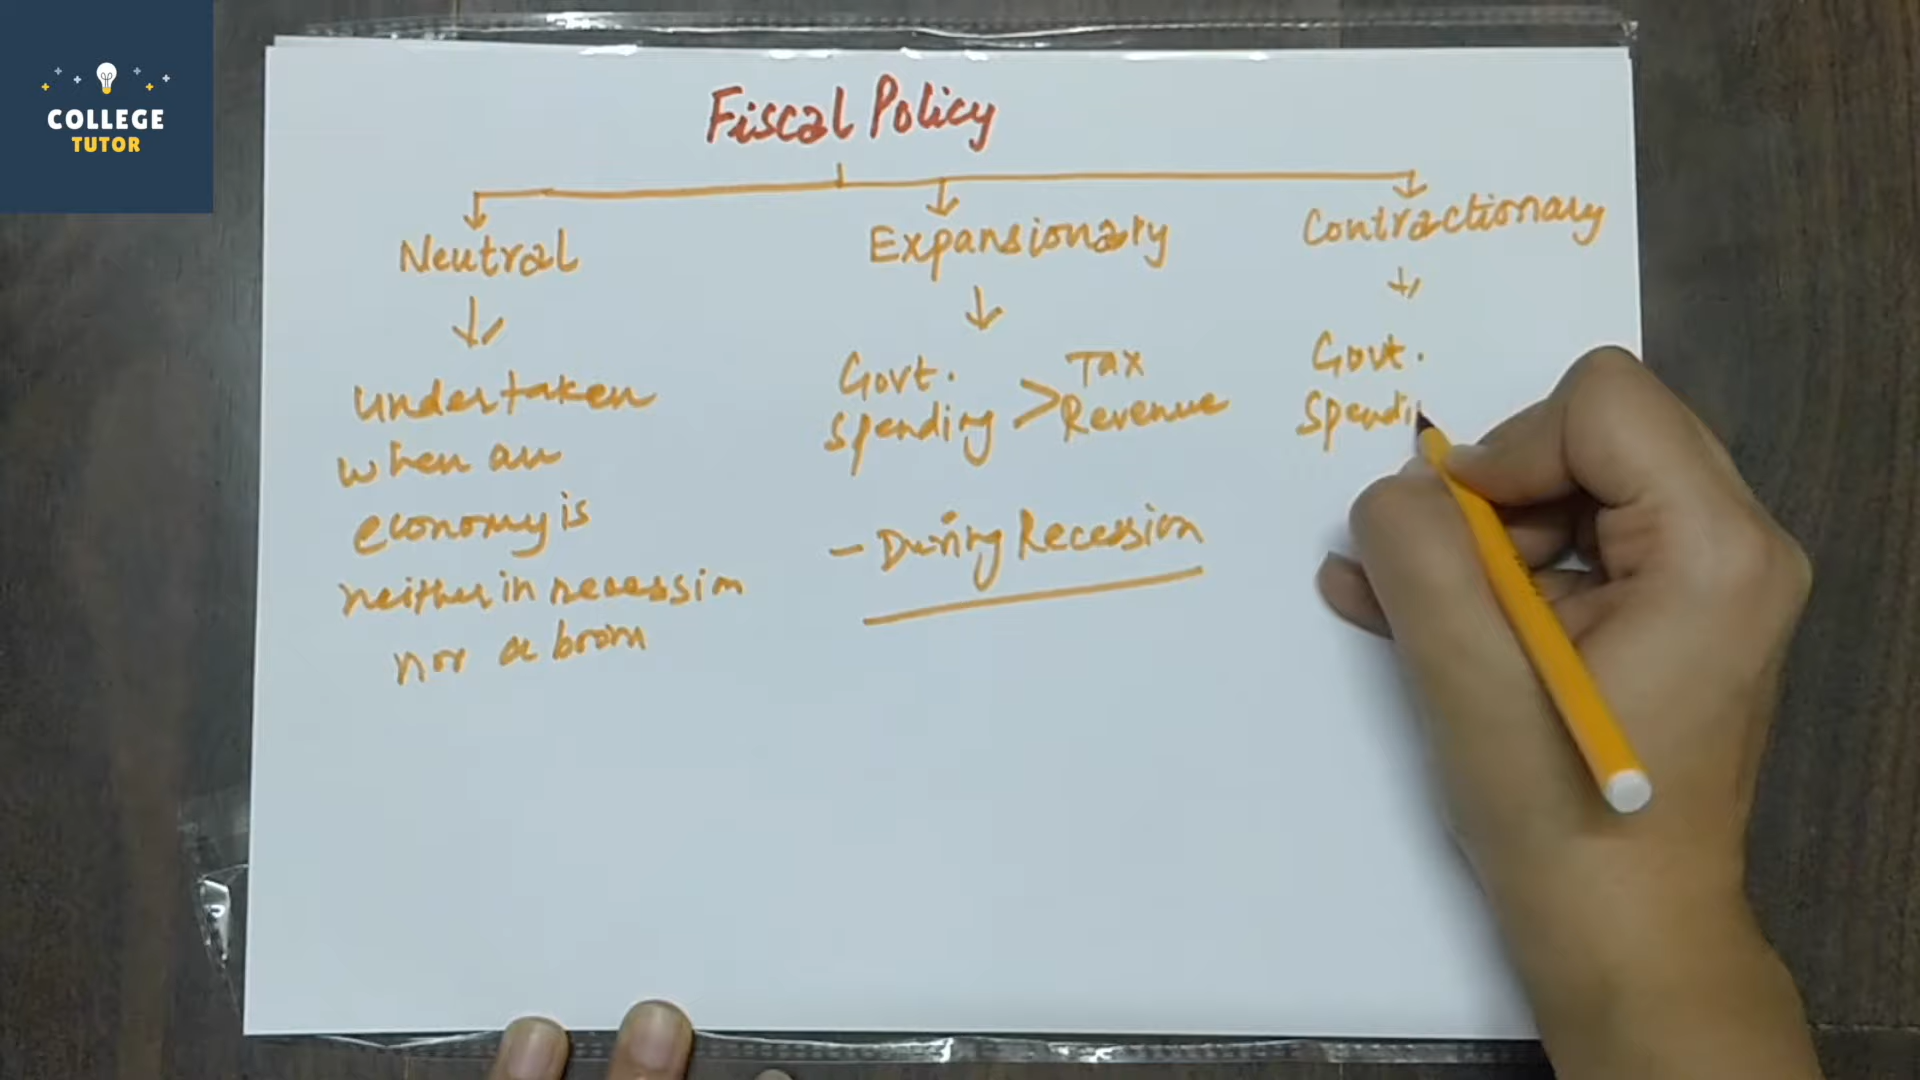 COLLEGE
TUTOR
Fiscal Policy
Neutral
Expansionary
Contractionary
Undertaken
when an
economy is
neither in recession
nor a boom
Govt.
spending > Tax
Revenue
- During Recession
Govt.
Spendi